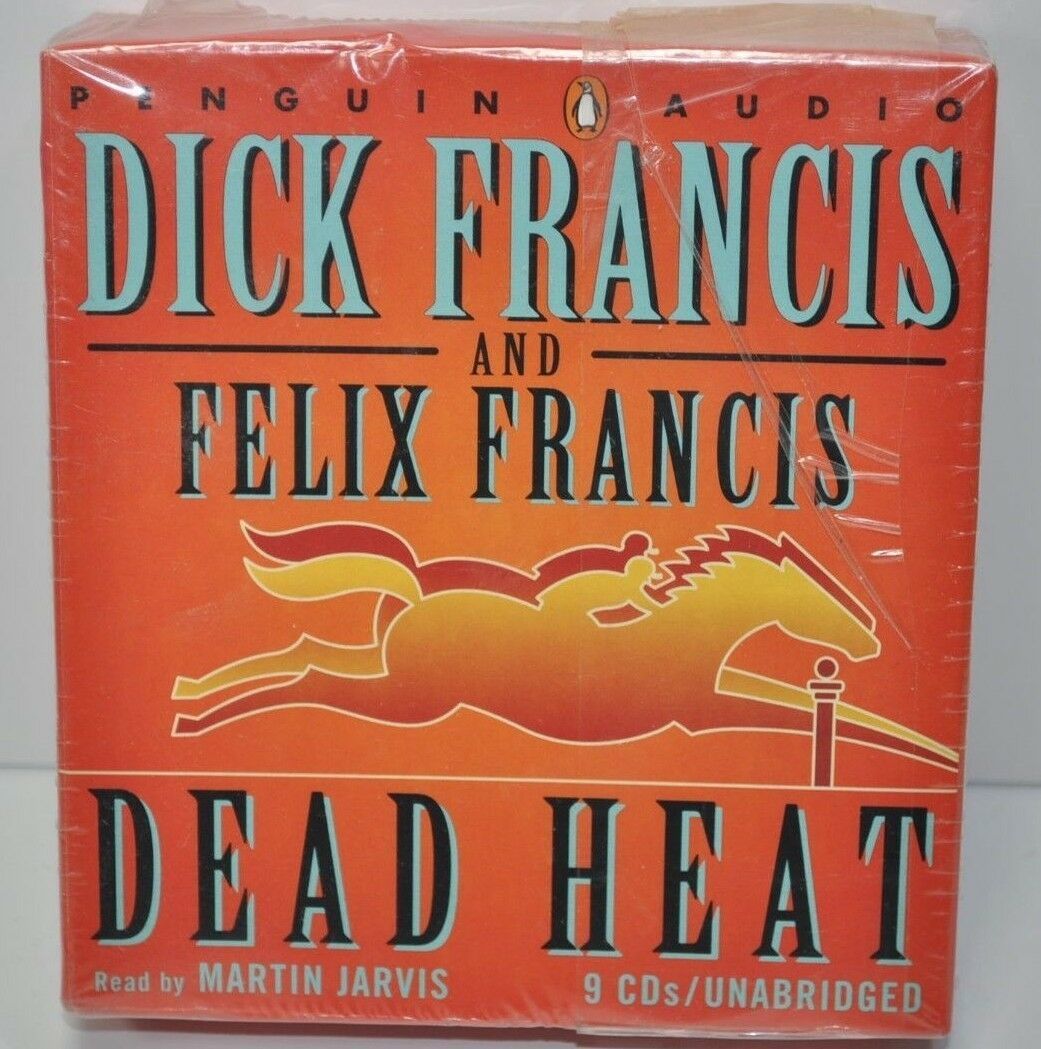 PENGUIN AUDIO
DICK FRANCIS
AND
FELIX FRANCIS
DEAD HEAT
Read by MARTIN JARVIS 9 CDs/UNABRIDGED